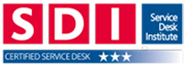 SDI
Service
Desk
Institute
CERTIFIED SERVICE DESK ★★★